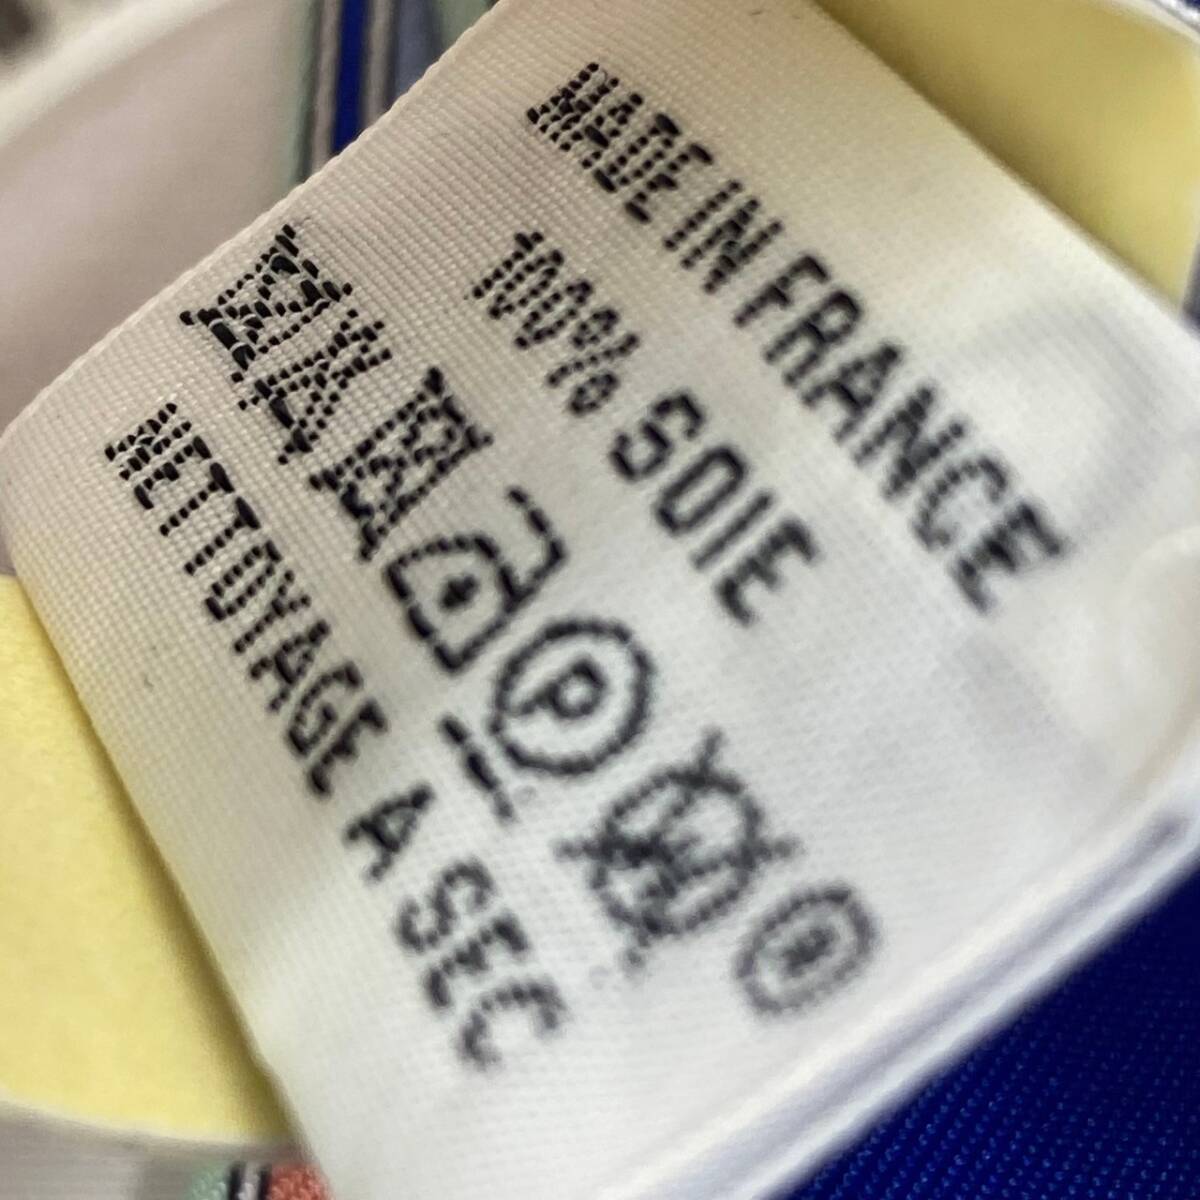 MADE IN FRANCE
100% SOIE
P
NETTOYAGE A SEC